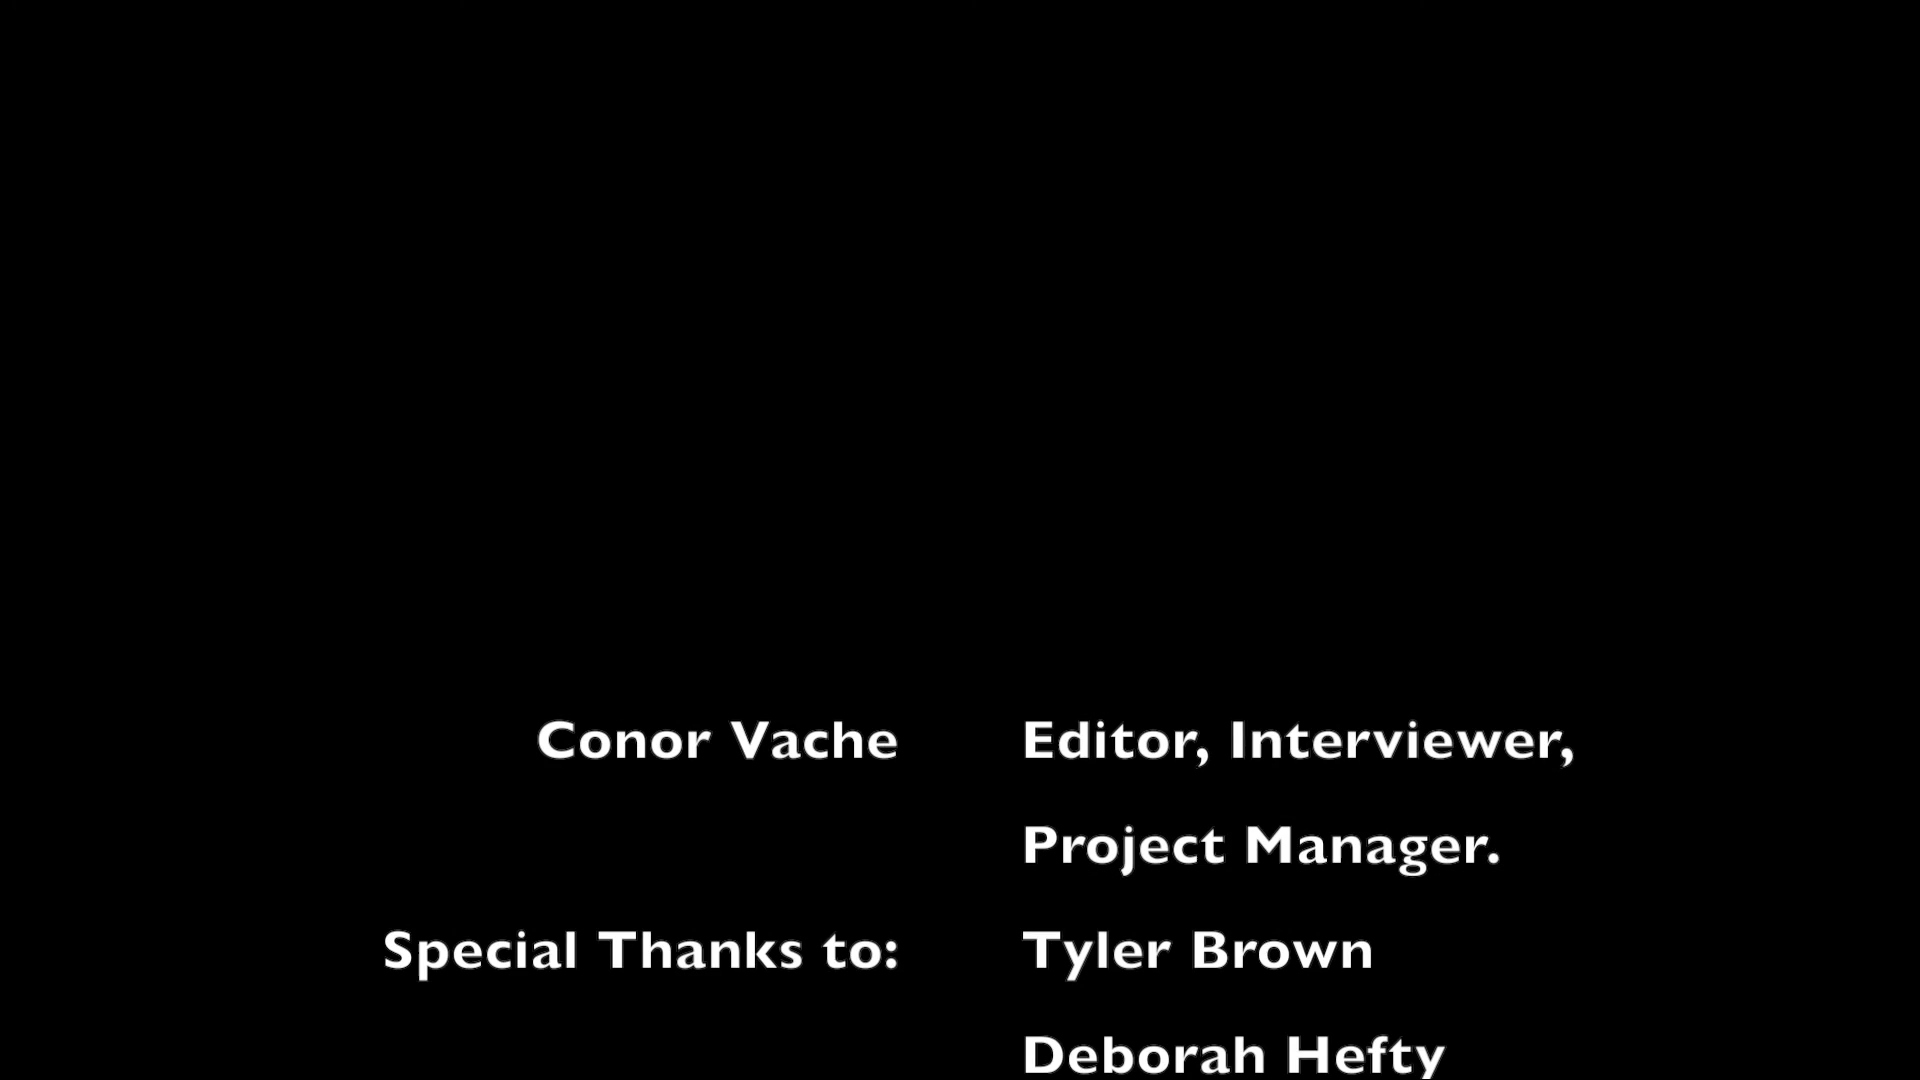 Conor Vache Editor, Interviewer,
Project Manager.
Special Thanks to: Tyler Brown
Deborah Hefty